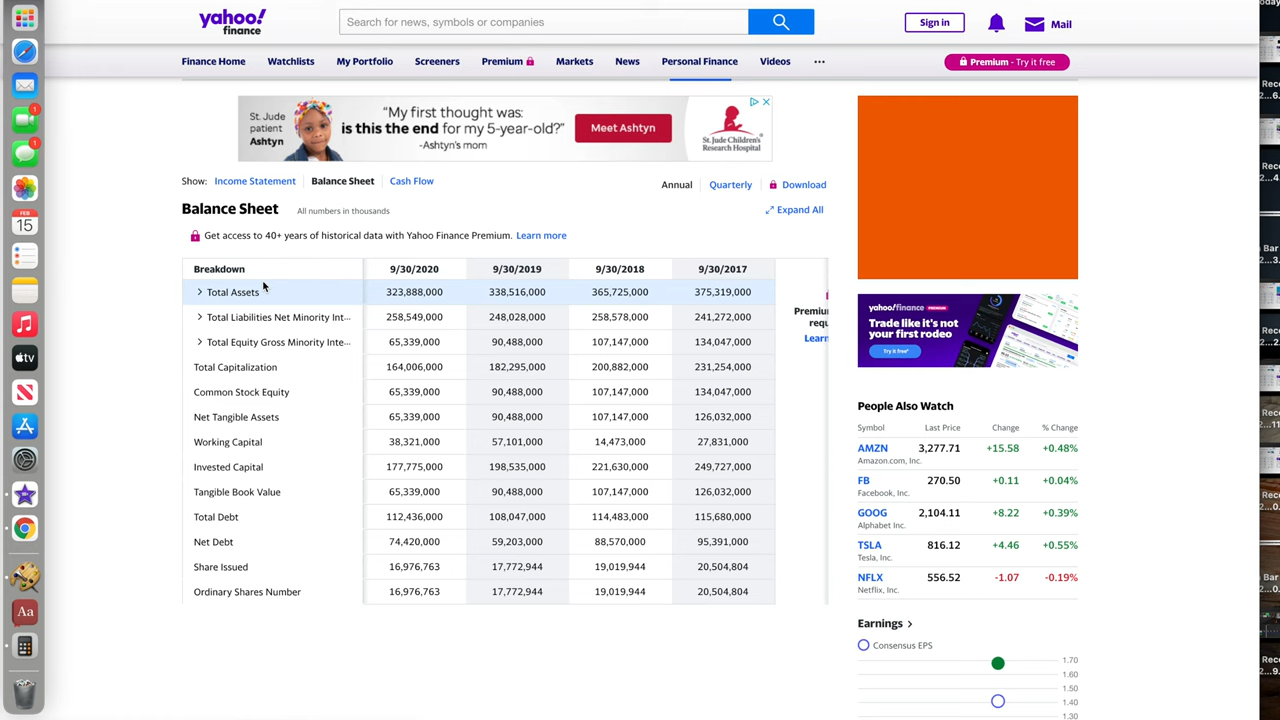 yahoo!
finance
Search for news, symbols or companies
Sign in
Mail
Finance Home Watchlists My Portfolio Screeners Premium Markets News Personal Finance Videos ...
Premium - Try it free
St. Jude
patient
Ashtyn
“My first thought was:
is this the end for my 5-year-old?”
-Ashtyn's mom
Meet Ashtyn
St. Jude Children's
Research Hospital
Show: Income Statement Balance Sheet Cash Flow
Annual Quarterly Download
Balance Sheet All numbers in thousands
Expand All
Get access to 40+ years of historical data with Yahoo Finance Premium. Learn more
Breakdown 9/30/2020 9/30/2019 9/30/2018 9/30/2017
Total Assets 323,888,000 338,516,000 365,725,000 375,319,000
Total Liabilities Net Minority Int... 258,549,000 248,028,000 258,578,000 241,272,000
Total Equity Gross Minority Inte... 65,339,000 90,488,000 107,147,000 134,047,000
Total Capitalization 164,006,000 182,295,000 200,882,000 231,254,000
Common Stock Equity 65,339,000 90,488,000 107,147,000 134,047,000
Net Tangible Assets 65,339,000 90,488,000 107,147,000 126,032,000
Working Capital 38,321,000 57,101,000 14,473,000 27,831,000
Invested Capital 177,775,000 198,535,000 221,630,000 249,727,000
Tangible Book Value 65,339,000 90,488,000 107,147,000 126,032,000
Total Debt 112,436,000 108,047,000 114,483,000 115,680,000
Net Debt 74,420,000 59,203,000 88,570,000 95,391,000
Share Issued 16,976,763 17,772,944 19,019,944 20,504,804
Ordinary Shares Number 16,976,763 17,772,944 19,019,944 20,504,804
Premiu
requ
Learn
yahoo!finance PREMIUM
Trade like it's not
your first rodeo
Try it free*
People Also Watch
Symbol Last Price Change % Change
AMZN 3,277.71 +15.58 +0.48%
Amazon.com, Inc.
FB 270.50 +0.11 +0.04%
Facebook, Inc.
GOOG 2,104.11 +8.22 +0.39%
Alphabet Inc.
TSLA 816.12 +4.46 +0.55%
Tesla, Inc.
NFLX 556.52 -1.07 -0.19%
Netflix, Inc.
Earnings
Consensus EPS
1.70
1.60
1.50
1.40
1.30
1
1
FEB
15
tv
Aa